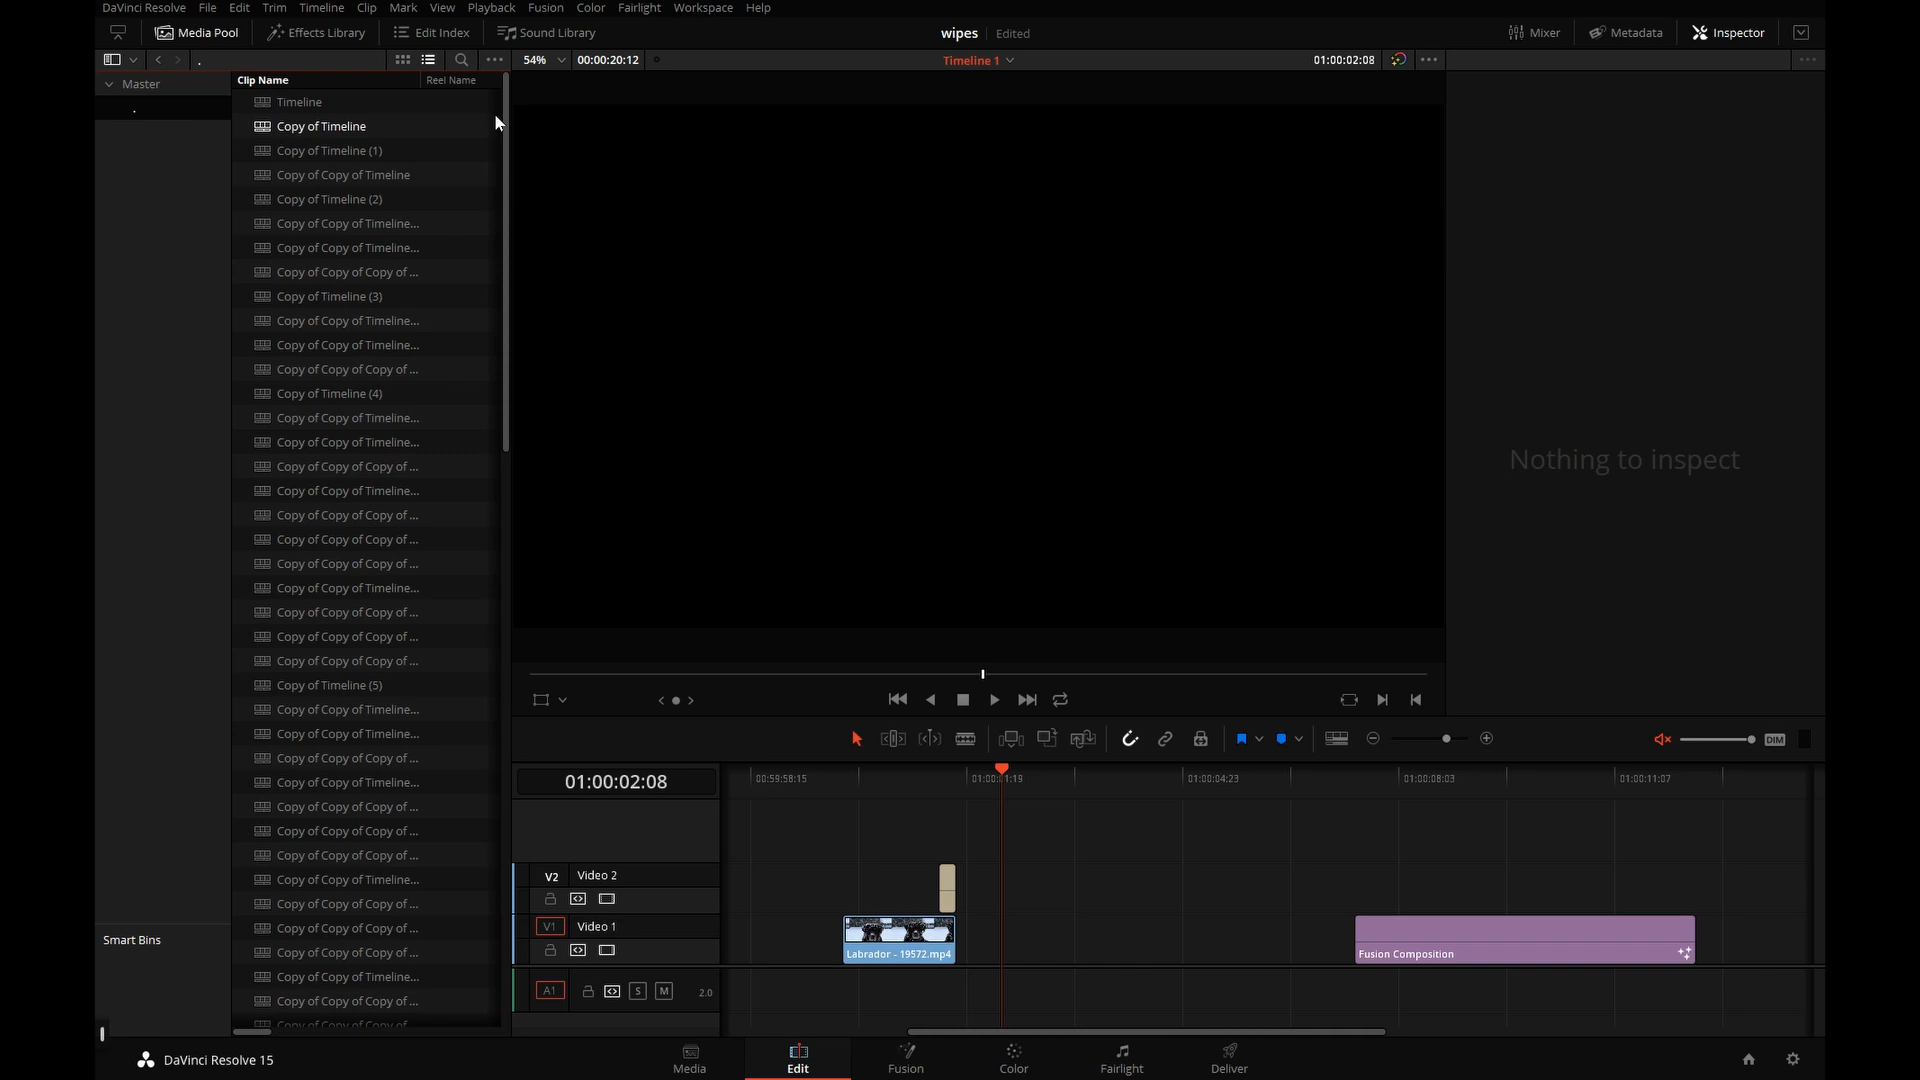 DaVinci Resolve File Edit Trim Timeline Clip Mark View Playback Fusion Color Fairlight Workspace Help
Media Pool Effects Library Edit Index Sound Library wipes Edited Mixer Metadata Inspector
. 54% 00:00:20:12 Timeline 1 01:00:02:08
Master
.
Clip Name Reel Name
Timeline
Copy of Timeline
Copy of Timeline (1)
Copy of Copy of Timeline
Copy of Timeline (2)
Copy of Copy of Timeline...
Copy of Copy of Timeline...
Copy of Copy of Copy of ...
Copy of Timeline (3)
Copy of Copy of Timeline...
Copy of Copy of Timeline...
Copy of Copy of Copy of ...
Copy of Timeline (4)
Copy of Copy of Timeline...
Copy of Copy of Timeline...
Copy of Copy of Copy of ...
Copy of Copy of Timeline...
Copy of Copy of Copy of ...
Copy of Copy of Copy of ...
Copy of Copy of Copy of ...
Copy of Copy of Timeline...
Copy of Copy of Copy of ...
Copy of Copy of Copy of ...
Copy of Copy of Copy of ...
Copy of Timeline (5)
Copy of Copy of Timeline...
Copy of Copy of Timeline...
Copy of Copy of Copy of ...
Copy of Copy of Timeline...
Copy of Copy of Copy of ...
Copy of Copy of Copy of ...
Copy of Copy of Copy of ...
Copy of Copy of Timeline...
Copy of Copy of Copy of ...
Copy of Copy of Copy of ...
Copy of Copy of Copy of ...
Copy of Copy of Timeline...
Copy of Copy of Copy of ...
Copy of Copy of Copy of
Nothing to inspect
DIM
01:00:02:08
00:59:58:15 01:00:01:19 01:00:04:23 01:00:08:03 01:00:11:07
V2 Video 2
V1 Video 1
Labrador - 19572.mp4
Fusion Composition
A1 S M 2.0
Smart Bins
DaVinci Resolve 15
Media Edit Fusion Color Fairlight Deliver